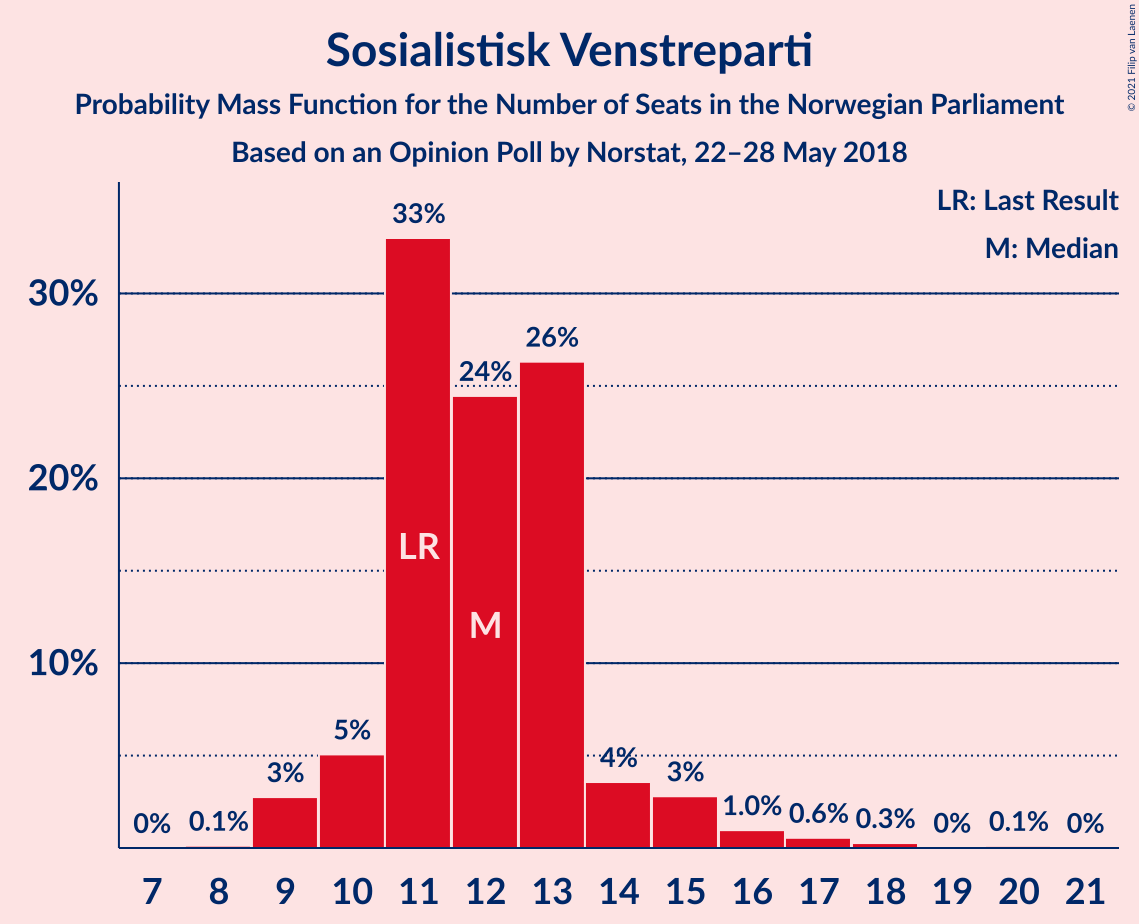 Sosialistisk Venstreparti
Probability Mass Function for the Number of Seats in the Norwegian Parliament
Based on an Opinion Poll by Norstat, 22–28 May 2018
© 2021 Filip van Laenen
LR: Last Result
M: Median
30%
20%
10%
0%
0.1%
3%
5%
33%
24%
26%
4%
3%
1.0%
0.6%
0.3%
0%
0.1%
0%
LR
M
7 8 9 10 11 12 13 14 15 16 17 18 19 20 21